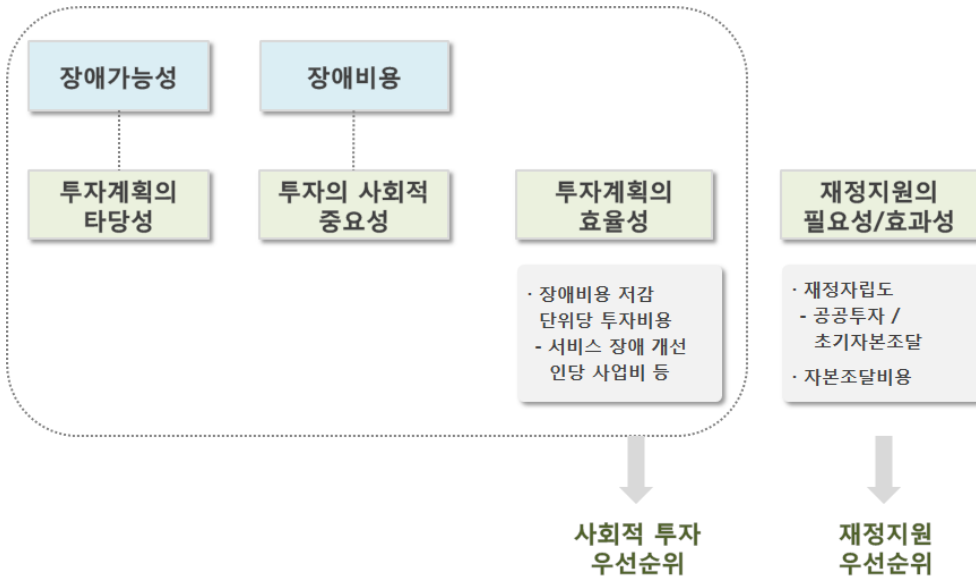 장애가능성
장애비용
투자계획의
타당성
투자의 사회적
중요성
투자계획의
효율성
재정지원의
필요성/효과성
· 장애비용 저감
단위당 투자비용
- 서비스 장애 개선
인당 사업비 등
· 재정자립도
- 공공투자 /
초기자본조달
· 자본조달비용
사회적 투자
우선순위
재정지원
우선순위